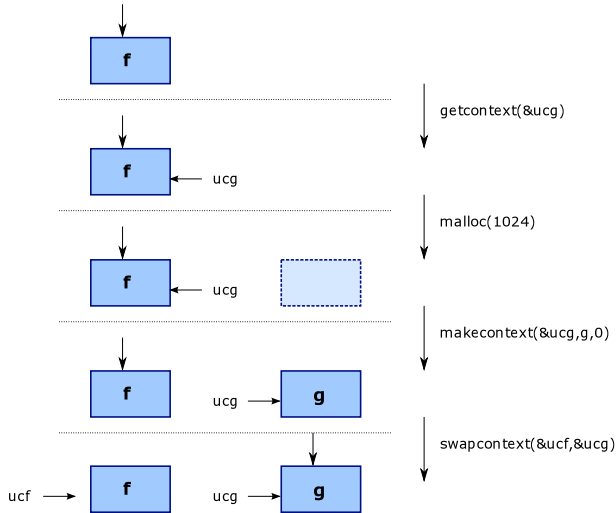 f
getcontext(&ucg)
f
ucg
malloc(1024)
f
ucg
makecontext(&ucg,g,0)
f
ucg
g
swapcontext(&ucf,&ucg)
ucf
f
ucg
g